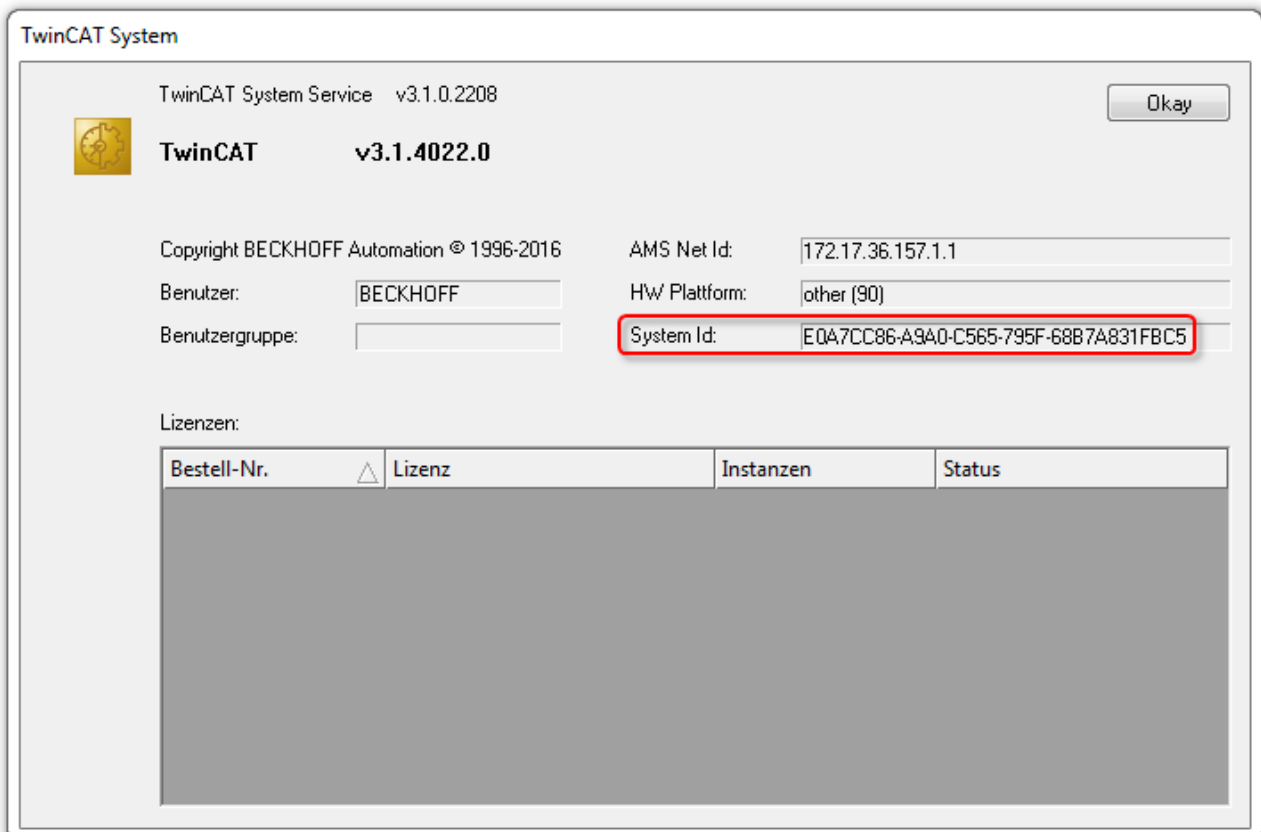 TwinCAT System
TwinCAT System Service v3.1.0.2208
Okay
TwinCAT v3.1.4022.0
Copyright BECKHOFF Automation © 1996-2016
AMS Net Id: 172.17.36.157.1.1
Benutzer: BECKHOFF
HW Plattform: other (90)
Benutzergruppe:
System Id: E0A7CC86-A9A0-C565-795F-68B7A831FBC5
Lizenzen:
Bestell-Nr. Lizenz Instanzen Status